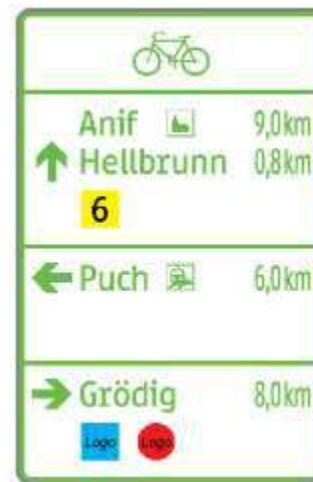 Anif 9,0km
Hellbrunn 0,8km
6
Puch 6,0km
Grödig 8,0km
Logo Logo